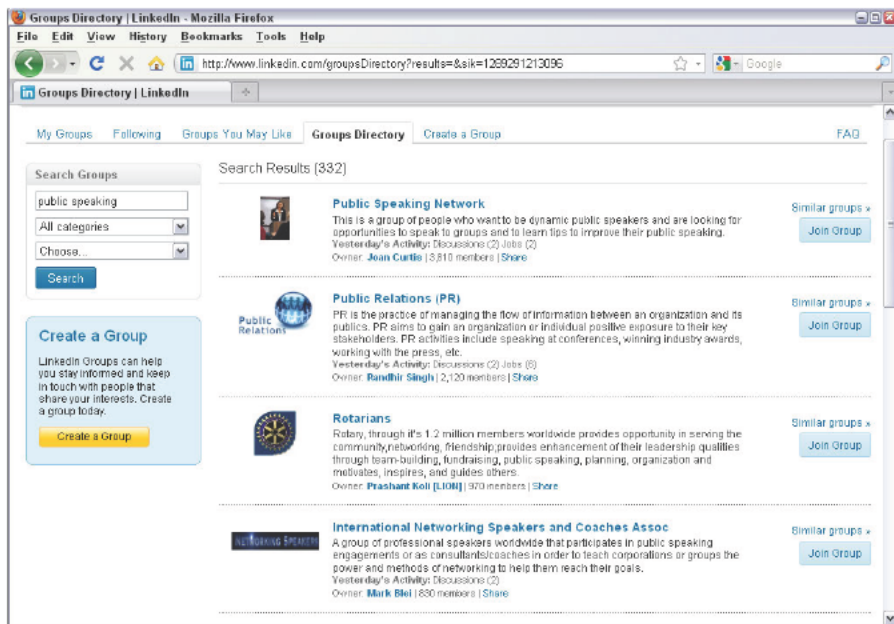 Groups Directory | LinkedIn - Mozilla Firefox
File Edit View History Bookmarks Tools Help
http://www.linkedin.com/groupsDirectory?results=&sik=1289291213096
Google
Groups Directory | LinkedIn
My Groups Following Groups You May Like Groups Directory Create a Group FAQ
Search Groups
public speaking
All categories
Choose...
Search
Create a Group
LinkedIn Groups can help
you stay informed and keep
in touch with people that
share your interests. Create
a group today.
Create a Group
Search Results (332)
Public Speaking Network
This is a group of people who want to be dynamic public speakers and are looking for
opportunities to speak to groups and to learn tips to improve their public speaking.
Yesterday's Activity: Discussions (2) Jobs (2)
Owner: Joan Curtis | 3,810 members | Share
Similar groups »
Join Group
Public Relations
Public Relations (PR)
PR is the practice of managing the flow of information between an organization and its
publics. PR aims to gain an organization or individual positive exposure to their key
stakeholders. PR activities include speaking at conferences, winning industry awards,
working with the press, etc.
Yesterday's Activity: Discussions (2) Jobs (6)
Owner: Randhir Singh | 2,120 members | Share
Similar groups »
Join Group
Rotarians
Rotary, through it's 1.2 million members worldwide provides opportunity in serving the
community,networking, friendship;provides enhancement of their leadership qualities
through team-building, fundraising, public speaking, planning, organization and
motivates, inspires, and guides others.
Owner: Prashant Koli [LION] | 970 members | Share
Similar groups »
Join Group
NETWORKING SPEAKERS
International Networking Speakers and Coaches Assoc
A group of professional speakers worldwide that participates in public speaking
engagements or as consultants/coaches in order to teach corporations or groups the
power and methods of networking to help them reach their goals.
Yesterday's Activity: Discussions (2)
Owner: Mark Blei | 830 members | Share
Similar groups »
Join Group